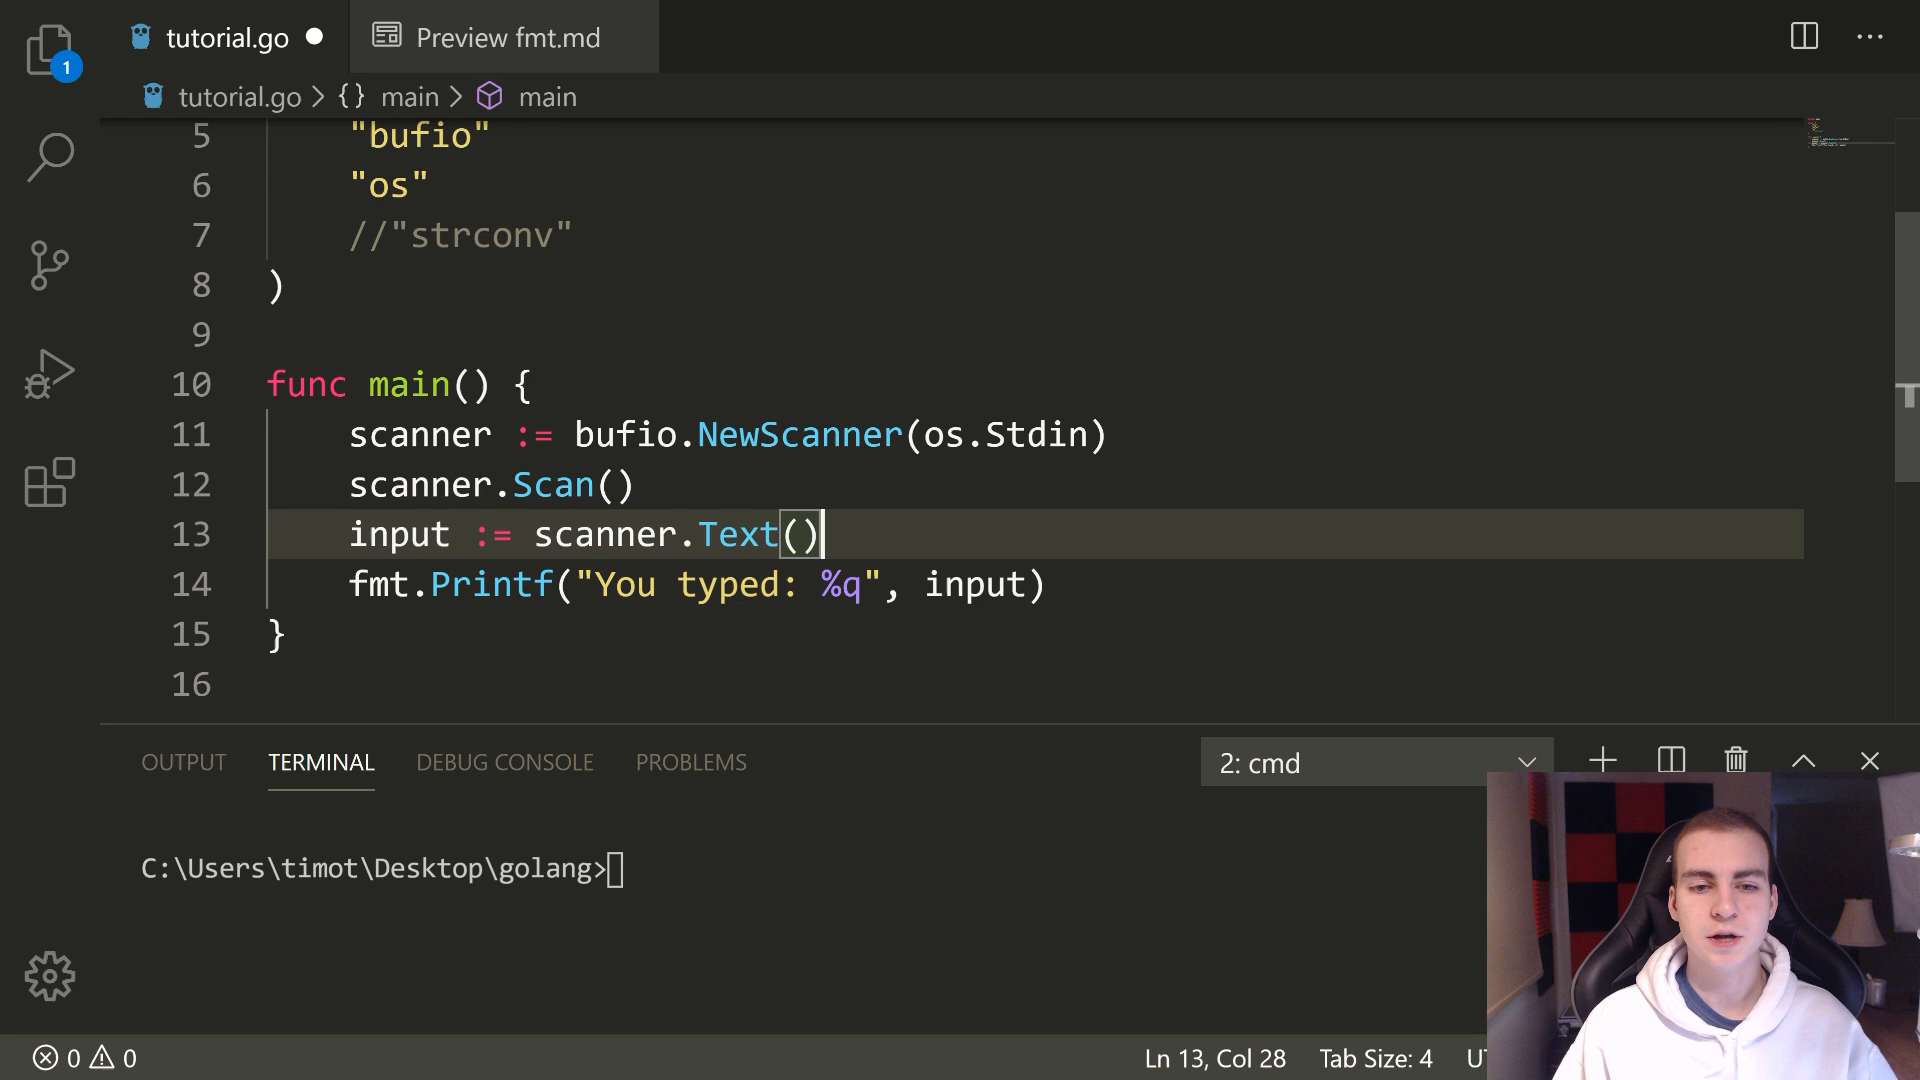 tutorial.go
Preview fmt.md
1
tutorial.go > {} main > main
5 "bufio"
6 "os"
7 //"strconv"
8 )
9
10 func main() {
11 scanner := bufio.NewScanner(os.Stdin)
12 scanner.Scan()
13 input := scanner.Text()
14 fmt.Printf("You typed: %q", input)
15 }
16
OUTPUT TERMINAL DEBUG CONSOLE PROBLEMS 2: cmd
C:\Users\timot\Desktop\golang>
0 0 Ln 13, Col 28 Tab Size: 4